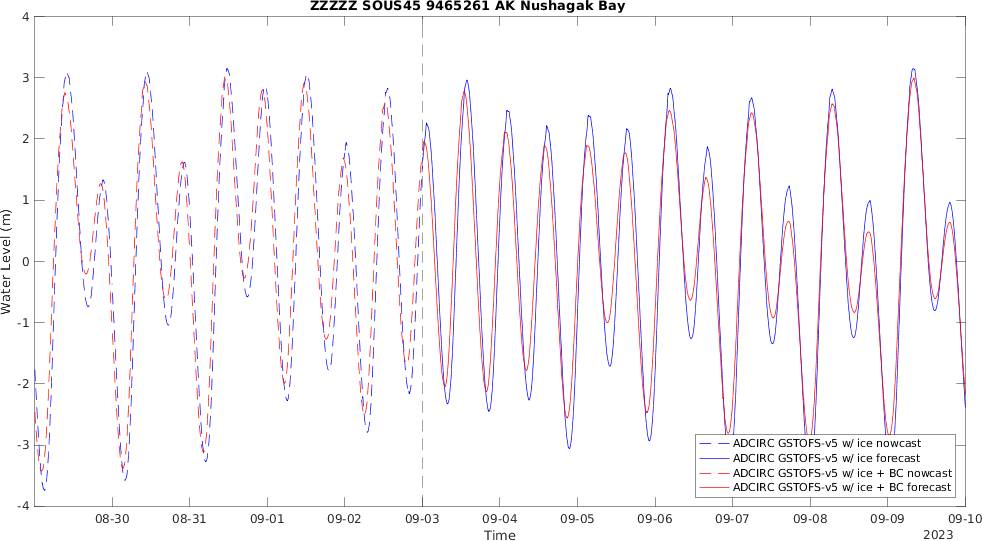 ZZZZZ SOUS45 9465261 AK Nushagak Bay
4
3
2
1
0
-1
-2
-3
-4
Water Level (m)
08-30 08-31 09-01 09-02 09-03 09-04 09-05 09-06 09-07 09-08 09-09 09-10
Time
2023
ADCIRC GSTOFS-v5 w/ ice nowcast
ADCIRC GSTOFS-v5 w/ ice forecast
ADCIRC GSTOFS-v5 w/ ice + BC nowcast
ADCIRC GSTOFS-v5 w/ ice + BC forecast